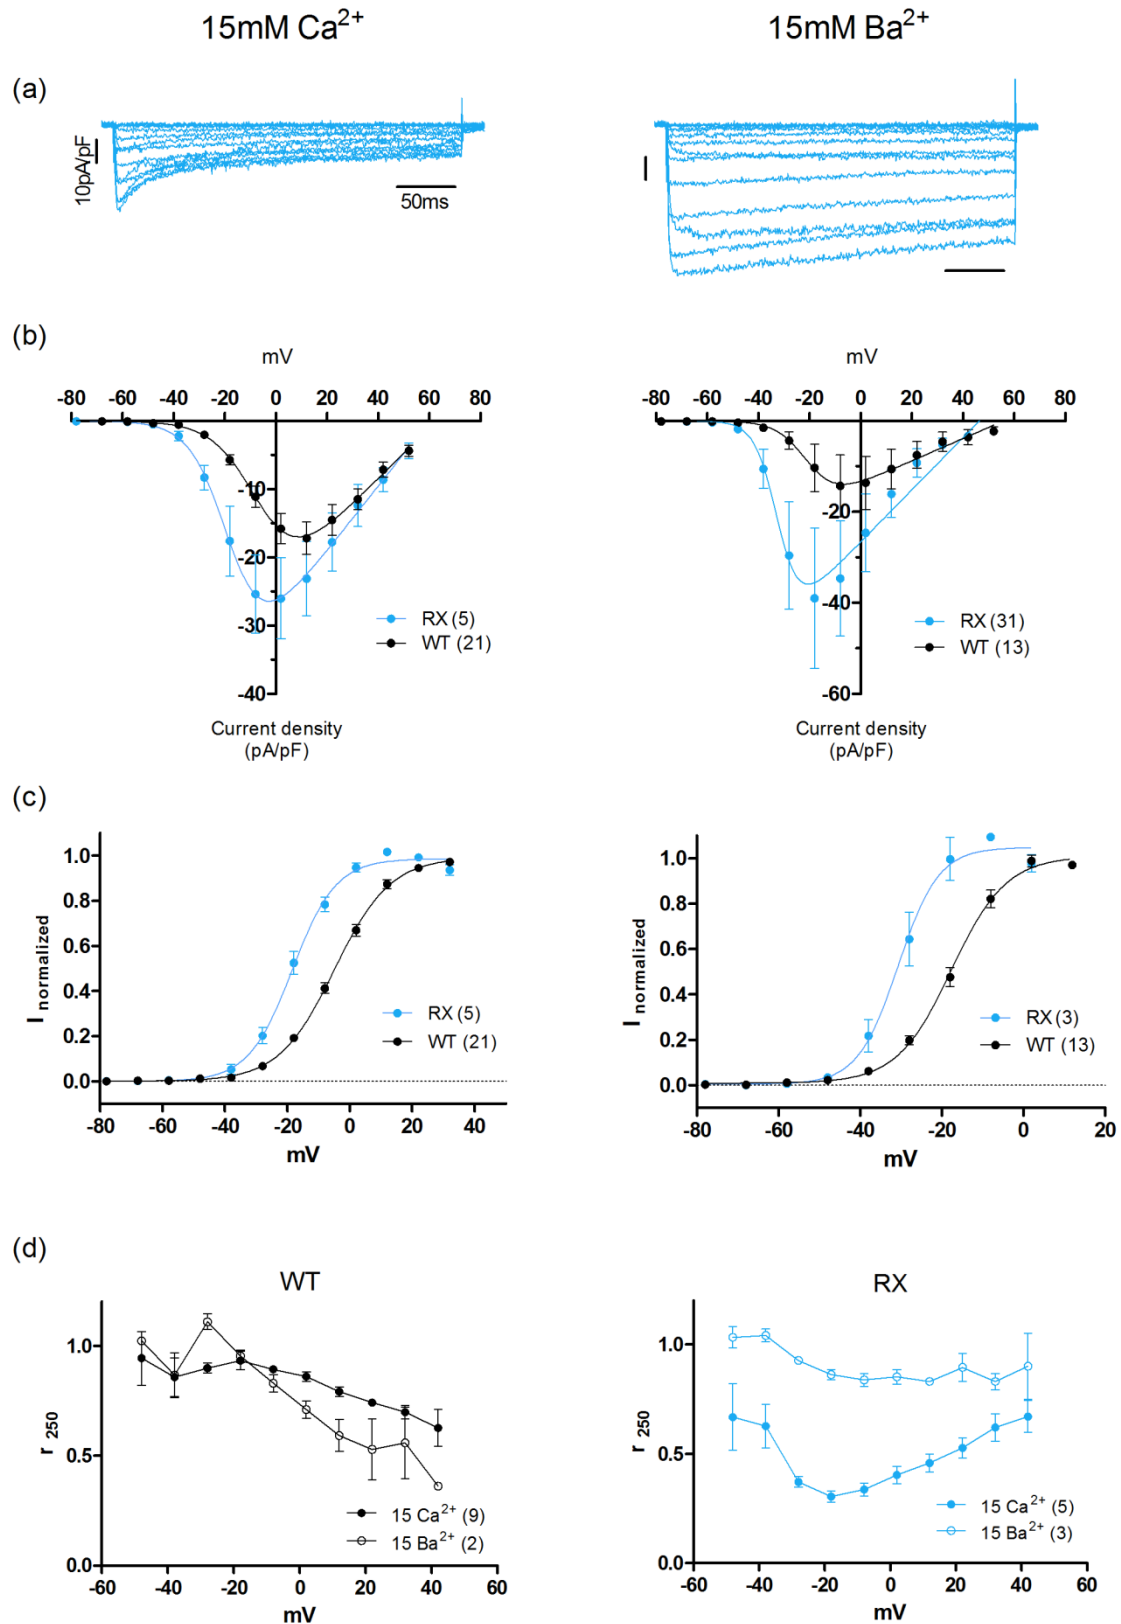 15mM Ca2+
15mM Ba2+
(a)
10pA/pF
50ms
(b)
mV
-80 -60 -40 -20 0 20 40 60 80
-10
-20
-30
-40
RX (5)
WT (21)
Current density
(pA/pF)
mV
-80 -60 -40 -20 0 20 40 60 80
-20
-40
-60
RX (31)
WT (13)
Current density
(pA/pF)
(c)
I normalized
1.0
0.8
0.6
0.4
0.2
0.0
RX (5)
WT (21)
-80 -60 -40 -20 0 20 40
mV
I normalized
1.0
0.8
0.6
0.4
0.2
0.0
RX (3)
WT (13)
-80 -60 -40 -20 0 20
mV
(d)
WT
r 250
1.0
0.5
0.0
15 Ca2+ (9)
15 Ba2+ (2)
-60 -40 -20 0 20 40 60
mV
RX
r 250
1.0
0.5
0.0
15 Ca2+ (5)
15 Ba2+ (3)
-60 -40 -20 0 20 40 60
mV